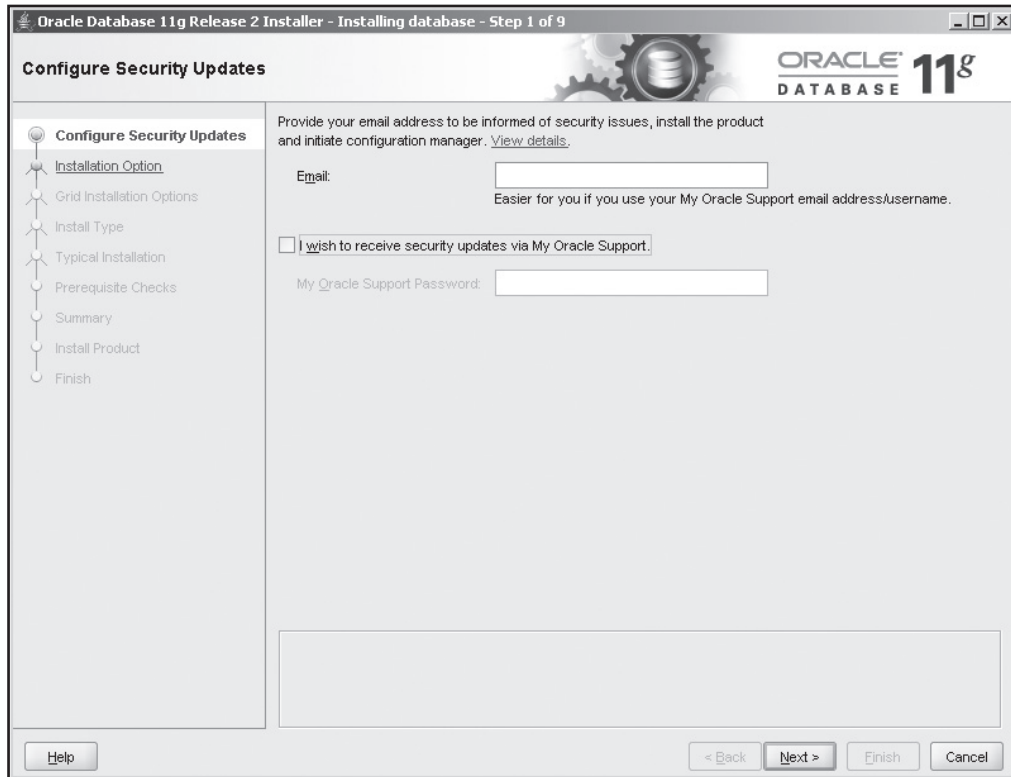 Oracle Database 11g Release 2 Installer - Installing database - Step 1 of 9
Configure Security Updates
ORACLE
DATABASE
11g
Configure Security Updates
Installation Option
Grid Installation Options
Install Type
Typical Installation
Prerequisite Checks
Summary
Install Product
Finish
Provide your email address to be informed of security issues, install the product
and initiate configuration manager. View details.
Email:
Easier for you if you use your My Oracle Support email address/username.
I wish to receive security updates via My Oracle Support.
My Oracle Support Password:
Help
< Back
Next >
Finish
Cancel